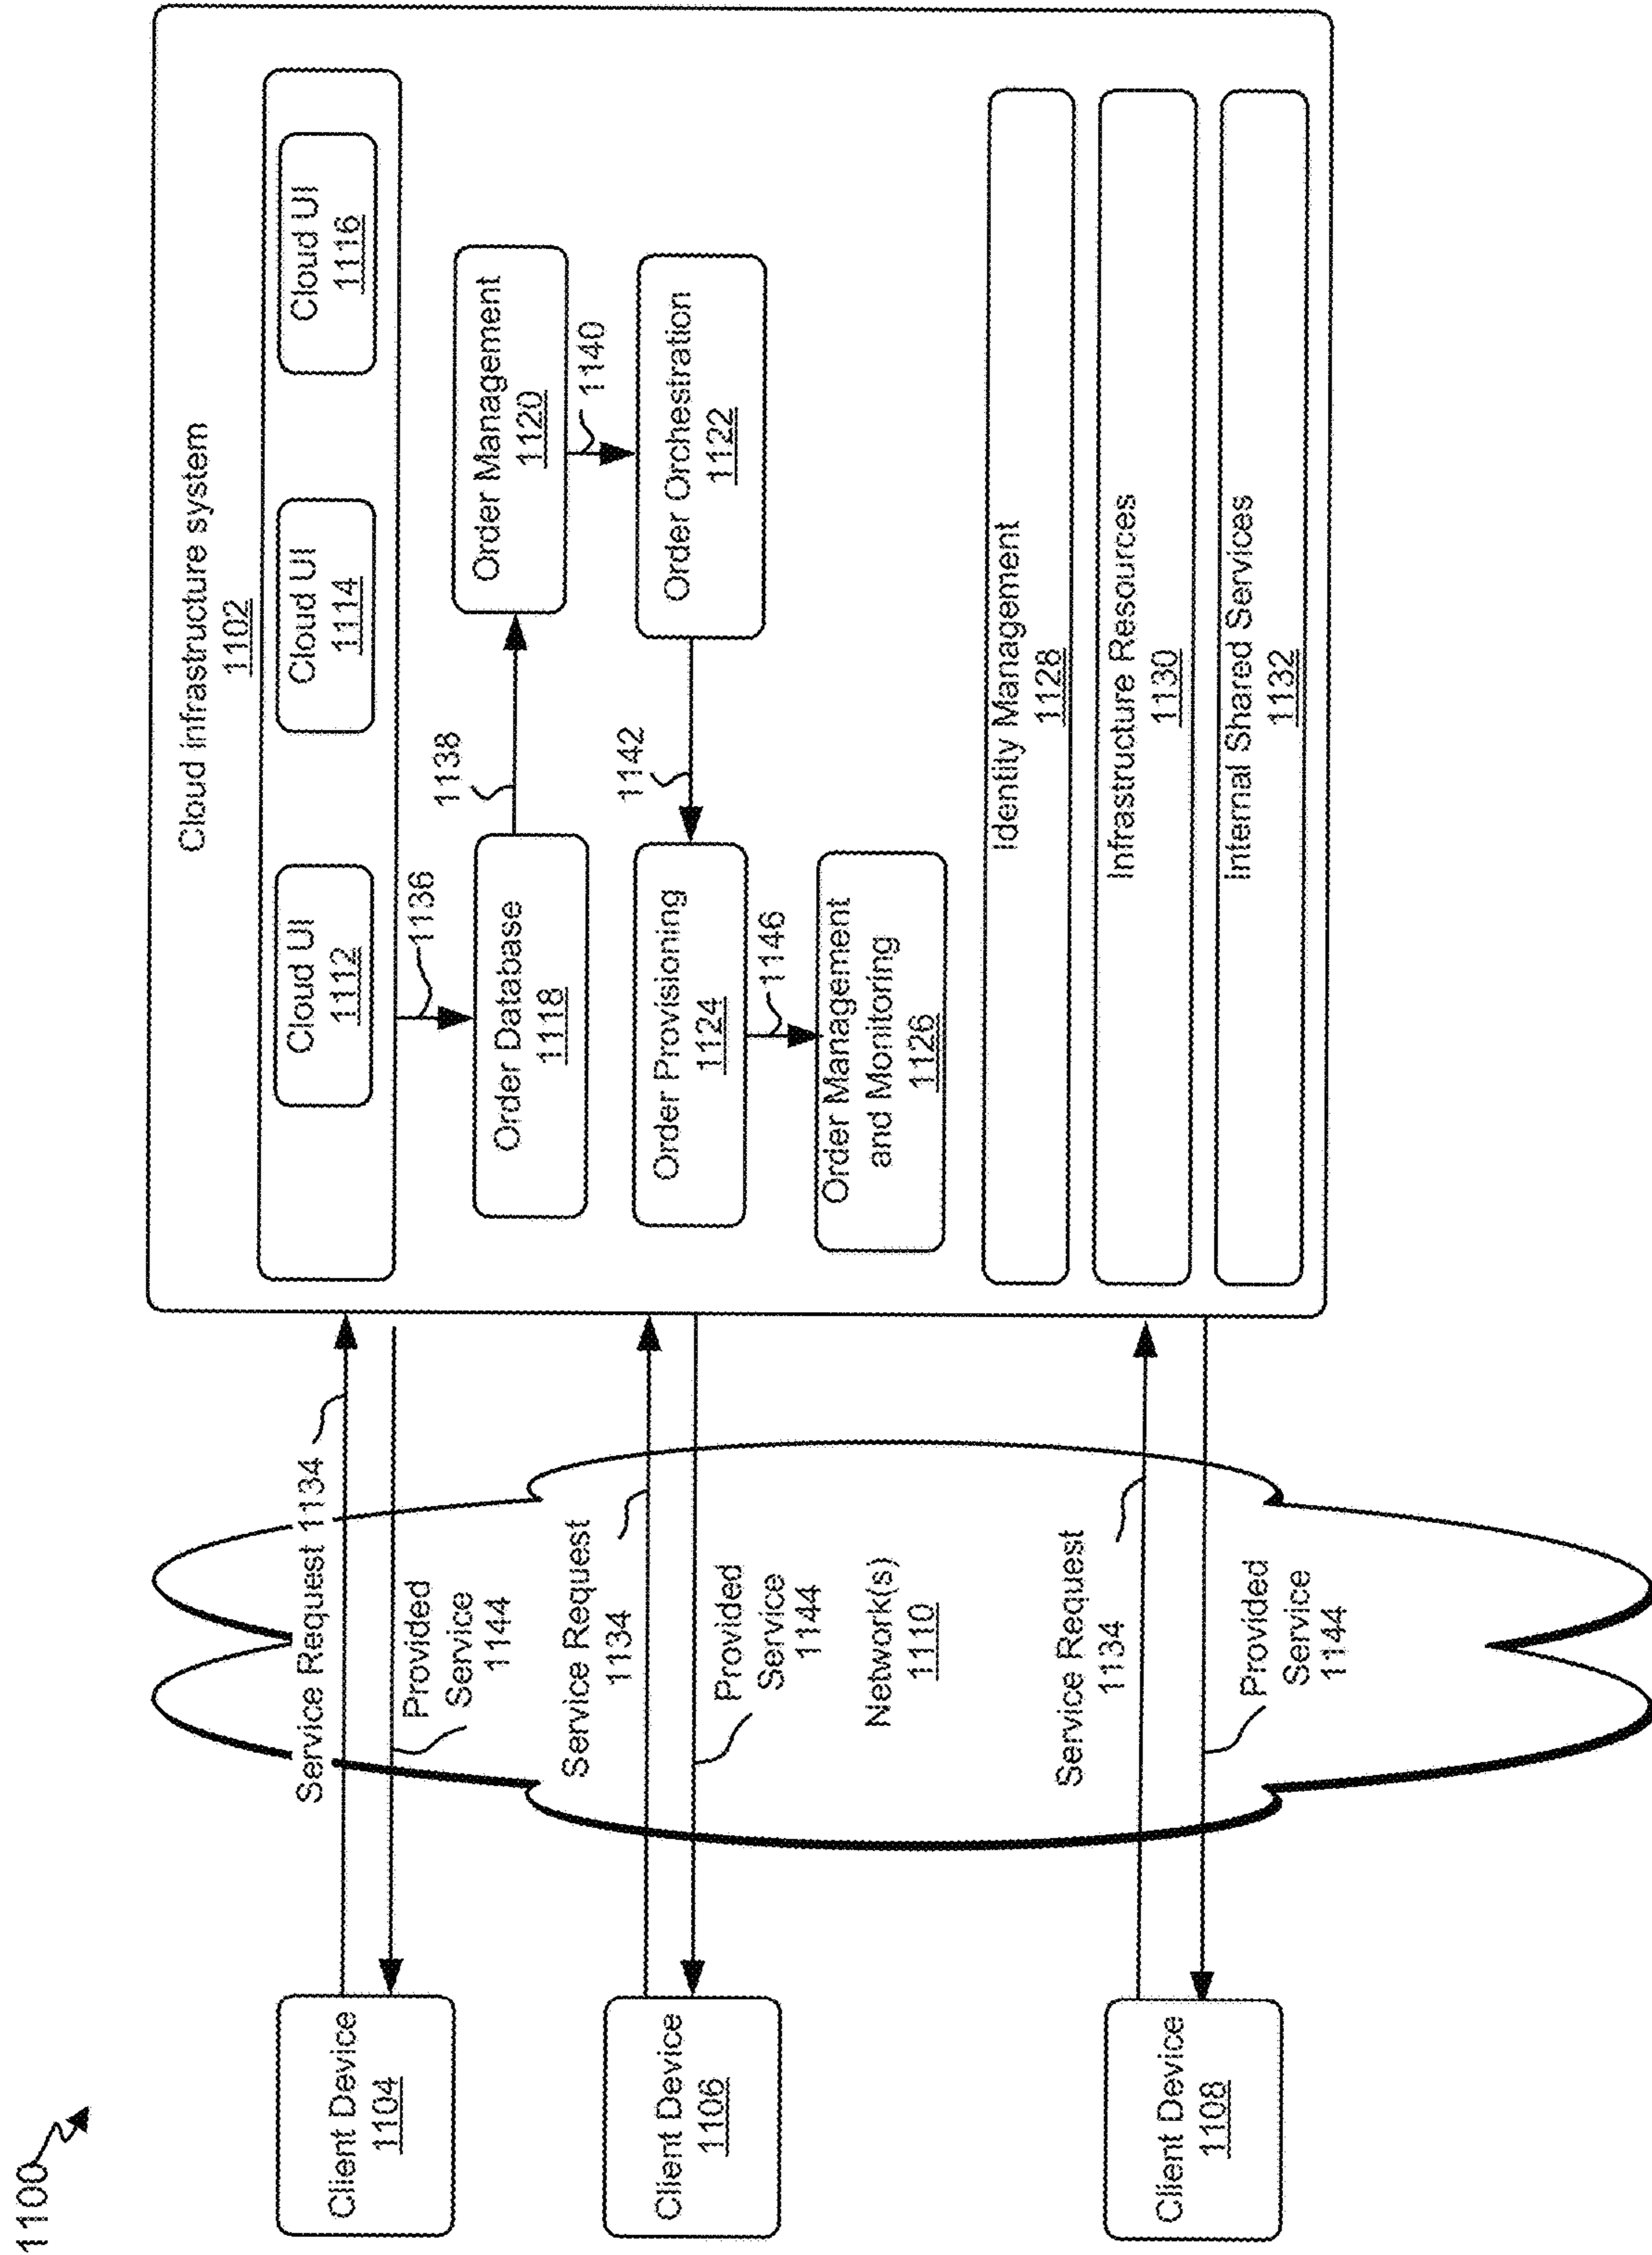 1100
Client Device
1104
Client Device
1106
Client Device
1108
Service Request 1134
Provided
Service
1144
Service Request
1134
Provided
Service
1144
Network(s)
1110
Service Request
1134
Provided
Service
1144
Cloud infrastructure system
1102
Cloud UI
1112
Cloud UI
1114
Cloud UI
1116
1136
Order Database
1118
1138
Order Management
1120
1140
Order Orchestration
1122
1142
Order Provisioning
1124
1146
Order Management
and Monitoring
1126
Identity Management
1128
Infrastructure Resources
1130
Internal Shared Services
1132